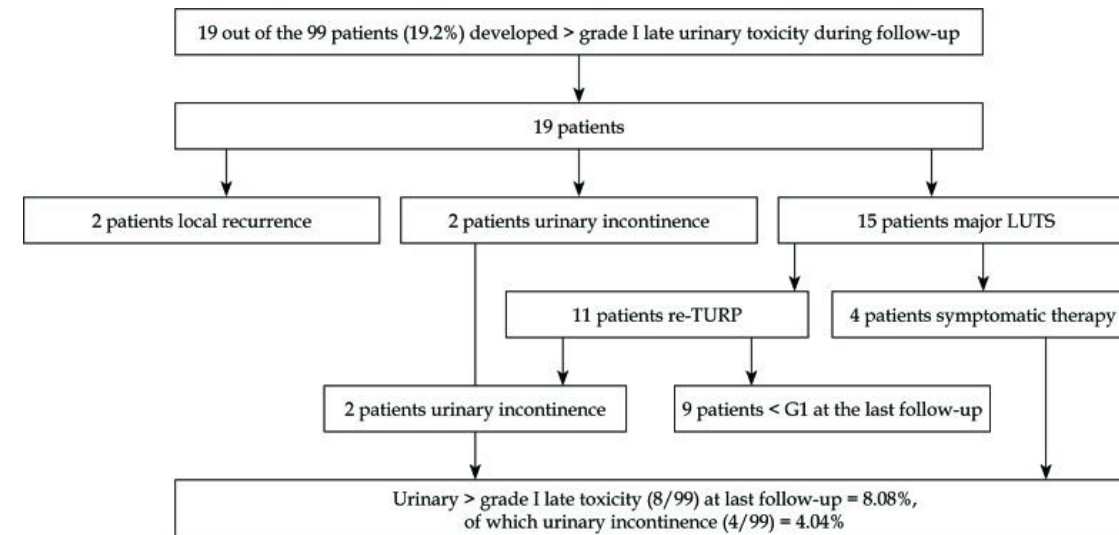 19 out of the 99 patients (19.2%) developed > grade I late urinary toxicity during follow-up
19 patients
2 patients local recurrence
2 patients urinary incontinence
15 patients major LUTS
11 patients re-TURP
4 patients symptomatic therapy
2 patients urinary incontinence
9 patients < G1 at the last follow-up
Urinary > grade I late toxicity (8/99) at last follow-up = 8.08%,
of which urinary incontinence (4/99) = 4.04%